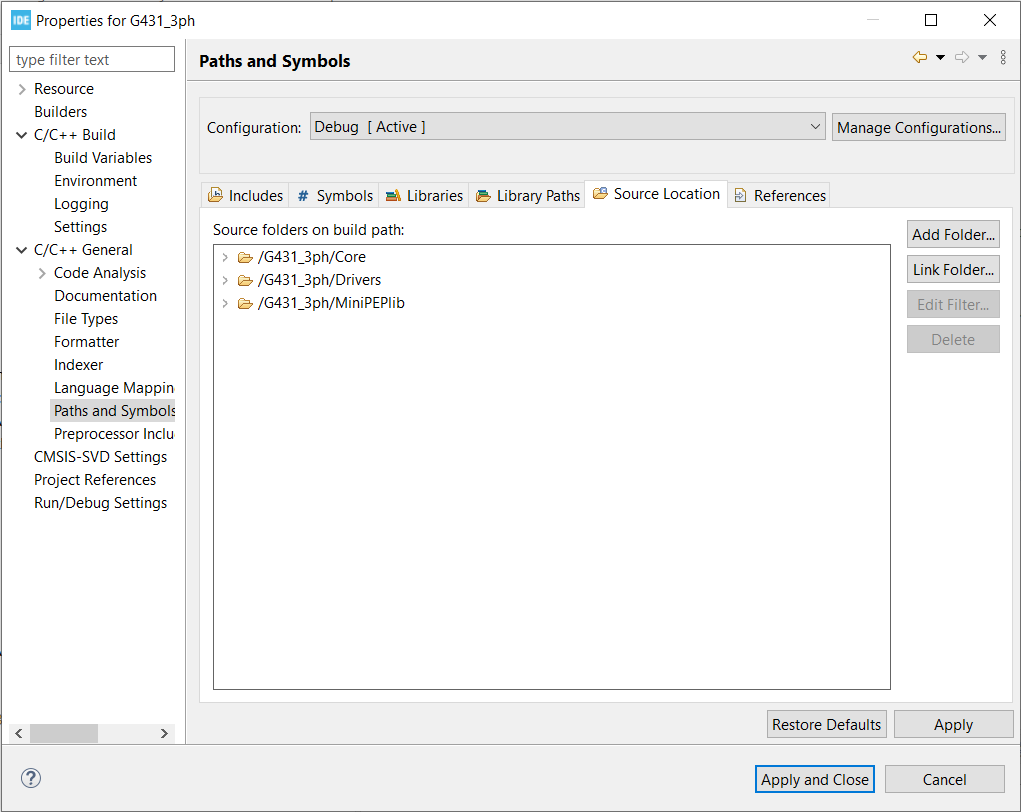 IDE Properties for G431_3ph
type filter text
Resource
Builders
C/C++ Build
Build Variables
Environment
Logging
Settings
C/C++ General
Code Analysis
Documentation
File Types
Formatter
Indexer
Language Mappin
Paths and Symbols
Preprocessor Inclu
CMSIS-SVD Settings
Project References
Run/Debug Settings
Paths and Symbols
Configuration: Debug [ Active ] Manage Configurations...
Includes # Symbols Libraries Library Paths Source Location References
Source folders on build path:
/G431_3ph/Core
/G431_3ph/Drivers
/G431_3ph/MiniPEPlib
Add Folder...
Link Folder...
Edit Filter...
Delete
Restore Defaults Apply
? Apply and Close Cancel